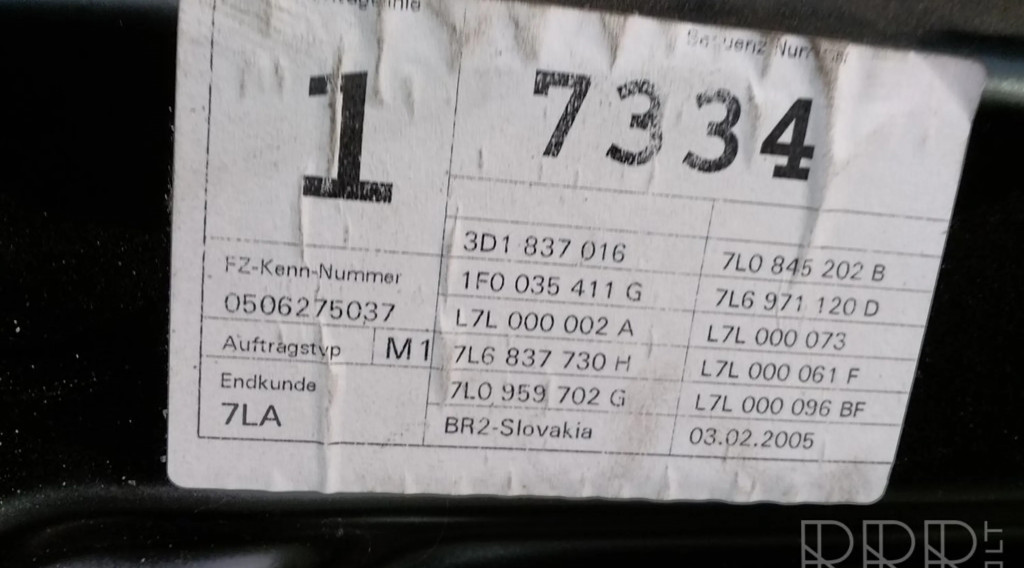 Sequenz Nummer
1
7334
3D1 837 016
7L0 845 202 B
FZ-Kenn-Nummer
1F0 035 411 G
7L6 971 120 D
0506275037
L7L 000 002 A
L7L 000 073
Auftragstyp
M1
7L6 837 730 H
L7L 000 061 F
Endkunde
7L0 959 702 G
L7L 000 096 BF
7LA
BR2-Slovakia
03.02.2005
RRR
LT